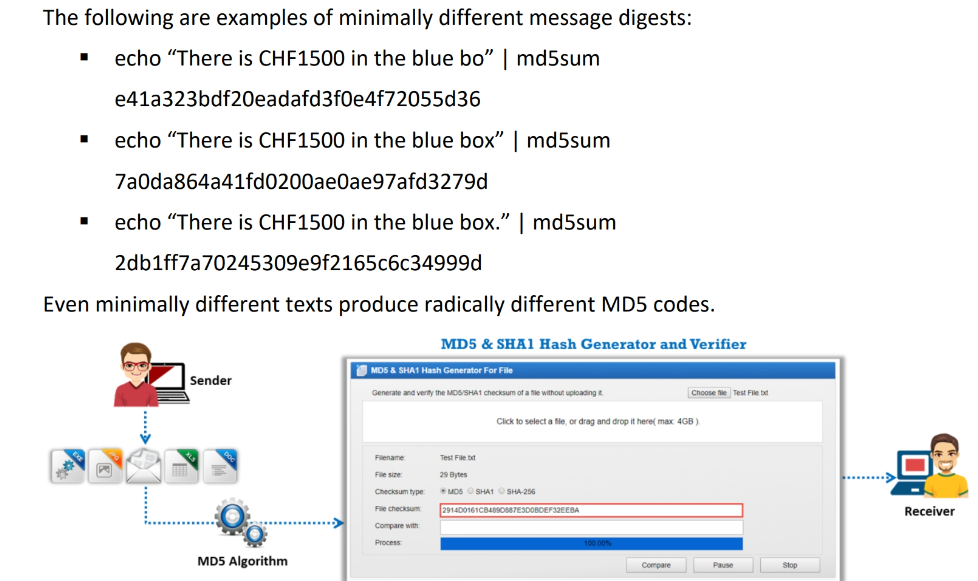 The following are examples of minimally different message digests:
▪ echo “There is CHF1500 in the blue bo” | md5sum
e41a323bdf20eadafd3f0e4f72055d36
▪ echo “There is CHF1500 in the blue box” | md5sum
7a0da864a41fd0200ae0ae97afd3279d
▪ echo “There is CHF1500 in the blue box.” | md5sum
2db1ff7a70245309e9f2165c6c34999d
Even minimally different texts produce radically different MD5 codes.
MD5 & SHA1 Hash Generator and Verifier
MD5 & SHA1 Hash Generator For File
Sender
Generate and verify the MD5/SHA1 checksum of a file without uploading it.
Choose file Test File.txt
Click to select a file, or drag and drop it here( max: 4GB ).
EXE
JPG
XLS
DOC
Filename: Test File.txt
File size: 29 Bytes
Checksum type: MD5 SHA1 SHA-256
File checksum: 2914D0161CB489D887E3D0BDEF32EEBA
Compare with:
Process: 100.00%
Receiver
MD5 Algorithm
Compare Pause Stop